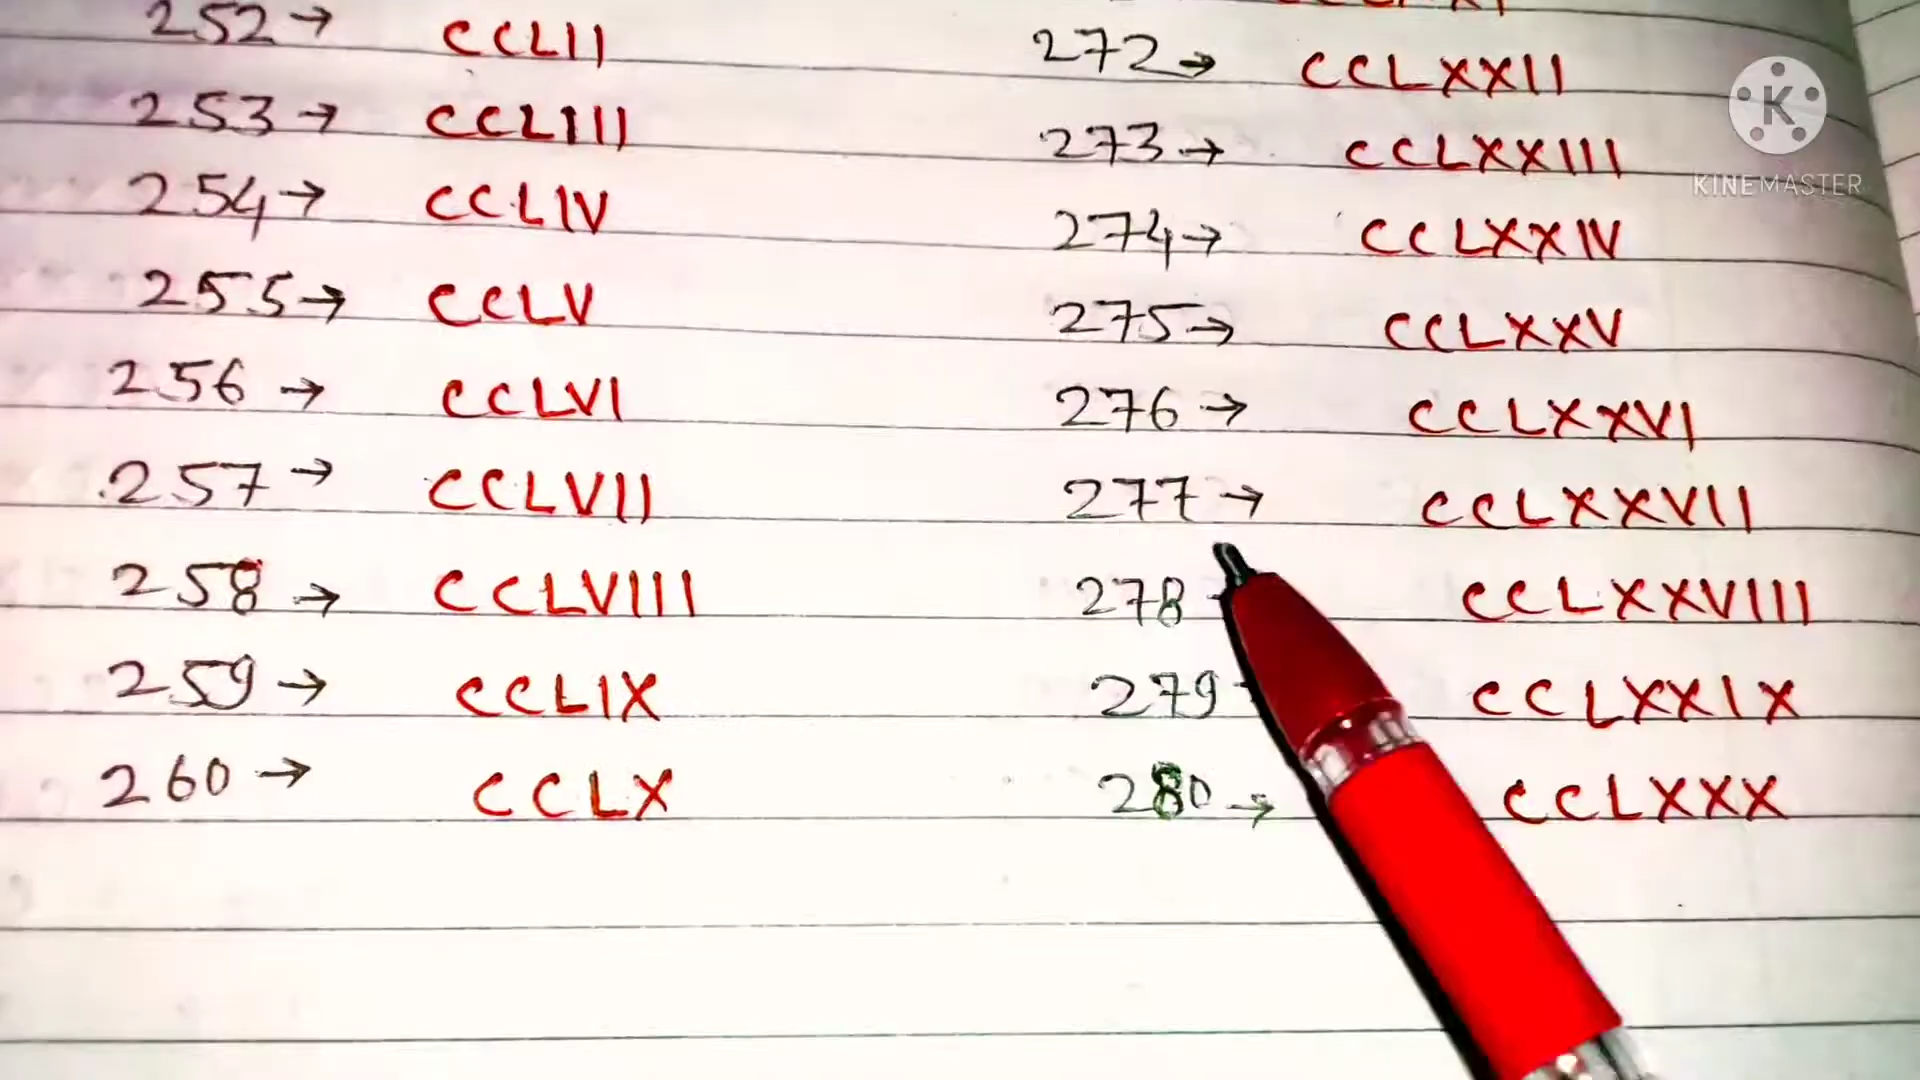 252 → CCLII
253 → CCLIII
254 → CCLIV
255 → CCLV
256 → CCLVI
257 → CCLVII
258 → CCLVIII
259 → CCLIX
260 → CCLX
272 → CCLXXII
273 → CCLXXIII
274 → CCLXXIV
275 → CCLXXV
276 → CCLXXVI
277 → CCLXXVII
278 → CCLXXVIII
279 → CCLXXIX
280 → CCLXXX
K
KINEMASTER